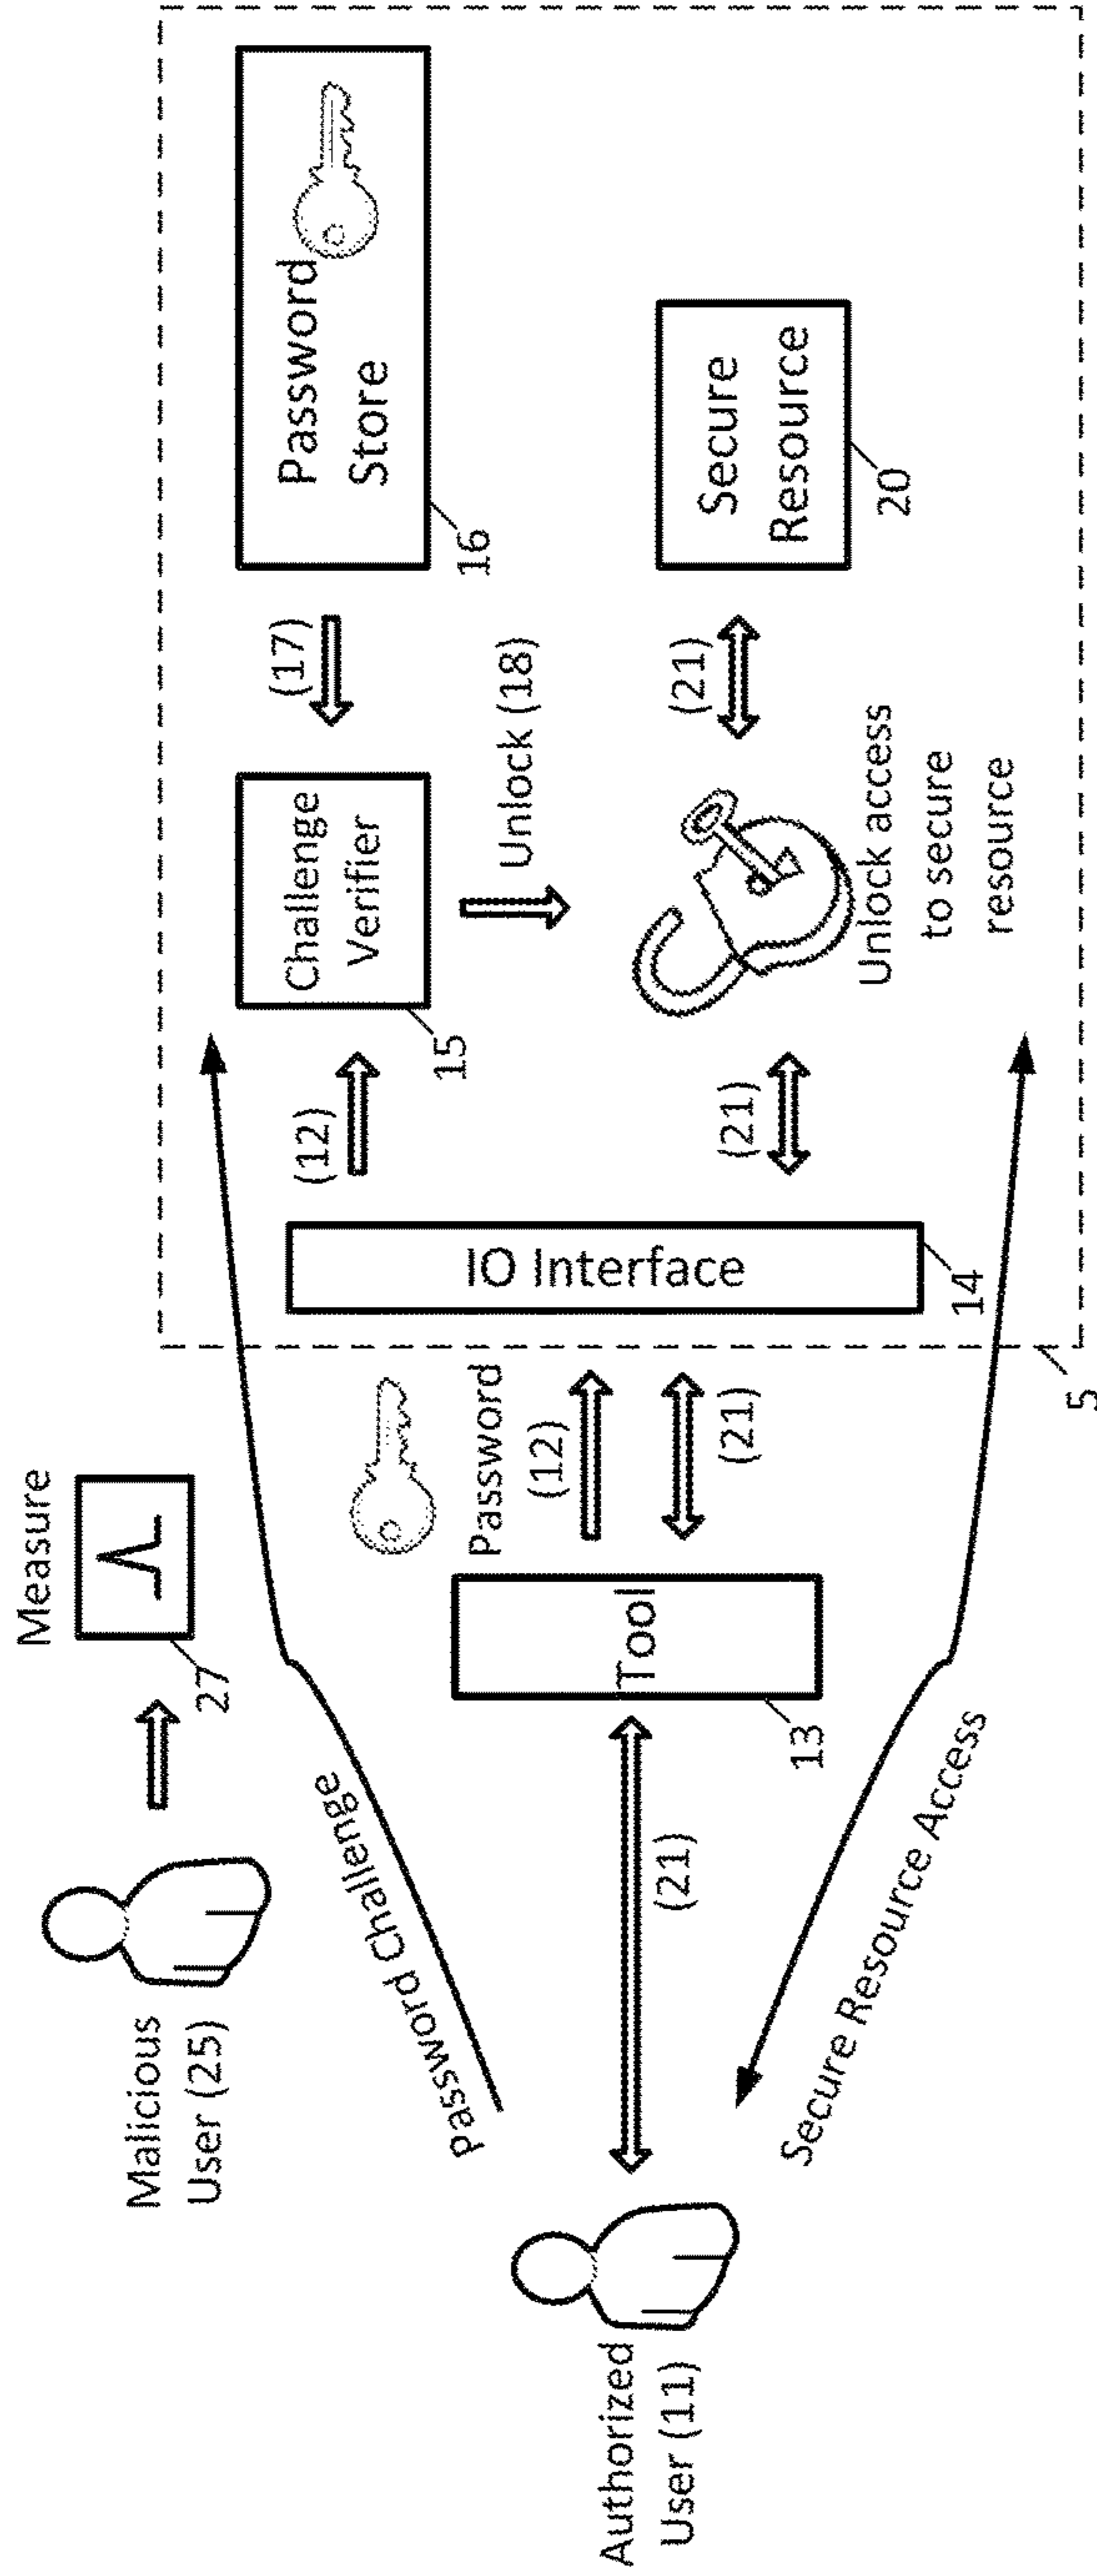 Malicious
User (25)
Measure
27
Password Challenge
Authorized
User (11)
(21)
Tool
13
Password
(12)
(21)
Secure Resource Access
IO Interface
14
5
(12)
Challenge
Verifier
15
(17)
Password
Store
16
Unlock (18)
(21)
Unlock access
to secure
resource
(21)
Secure
Resource
20